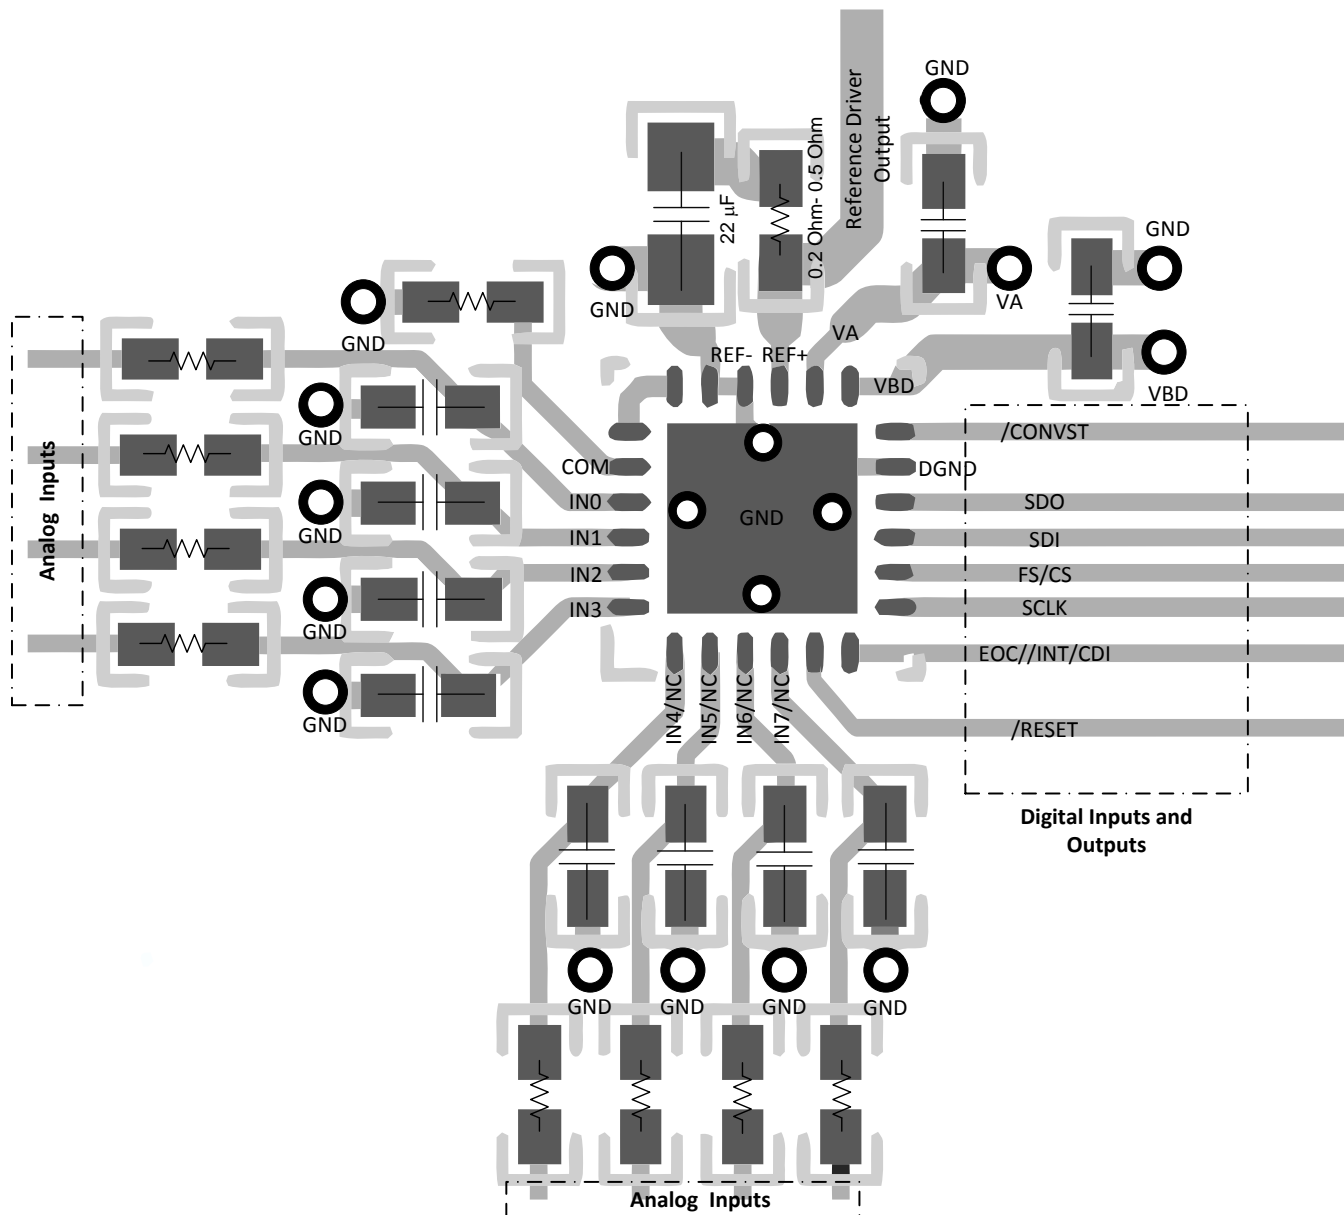 GND
Reference Driver
Output
0.2 Ohm- 0.5 Ohm
22 µF
GND
GND
VA
VBD
GND
VA
REF-
REF+
VBD
GND
GND
GND
GND
GND
Analog Inputs
COM
IN0
IN1
IN2
IN3
GND
DGND
/CONVST
SDO
SDI
FS/CS
SCLK
EOC//INT/CDI
/RESET
Digital Inputs and
Outputs
IN4/NC
IN5/NC
IN6/NC
IN7/NC
GND
GND
GND
GND
Analog Inputs